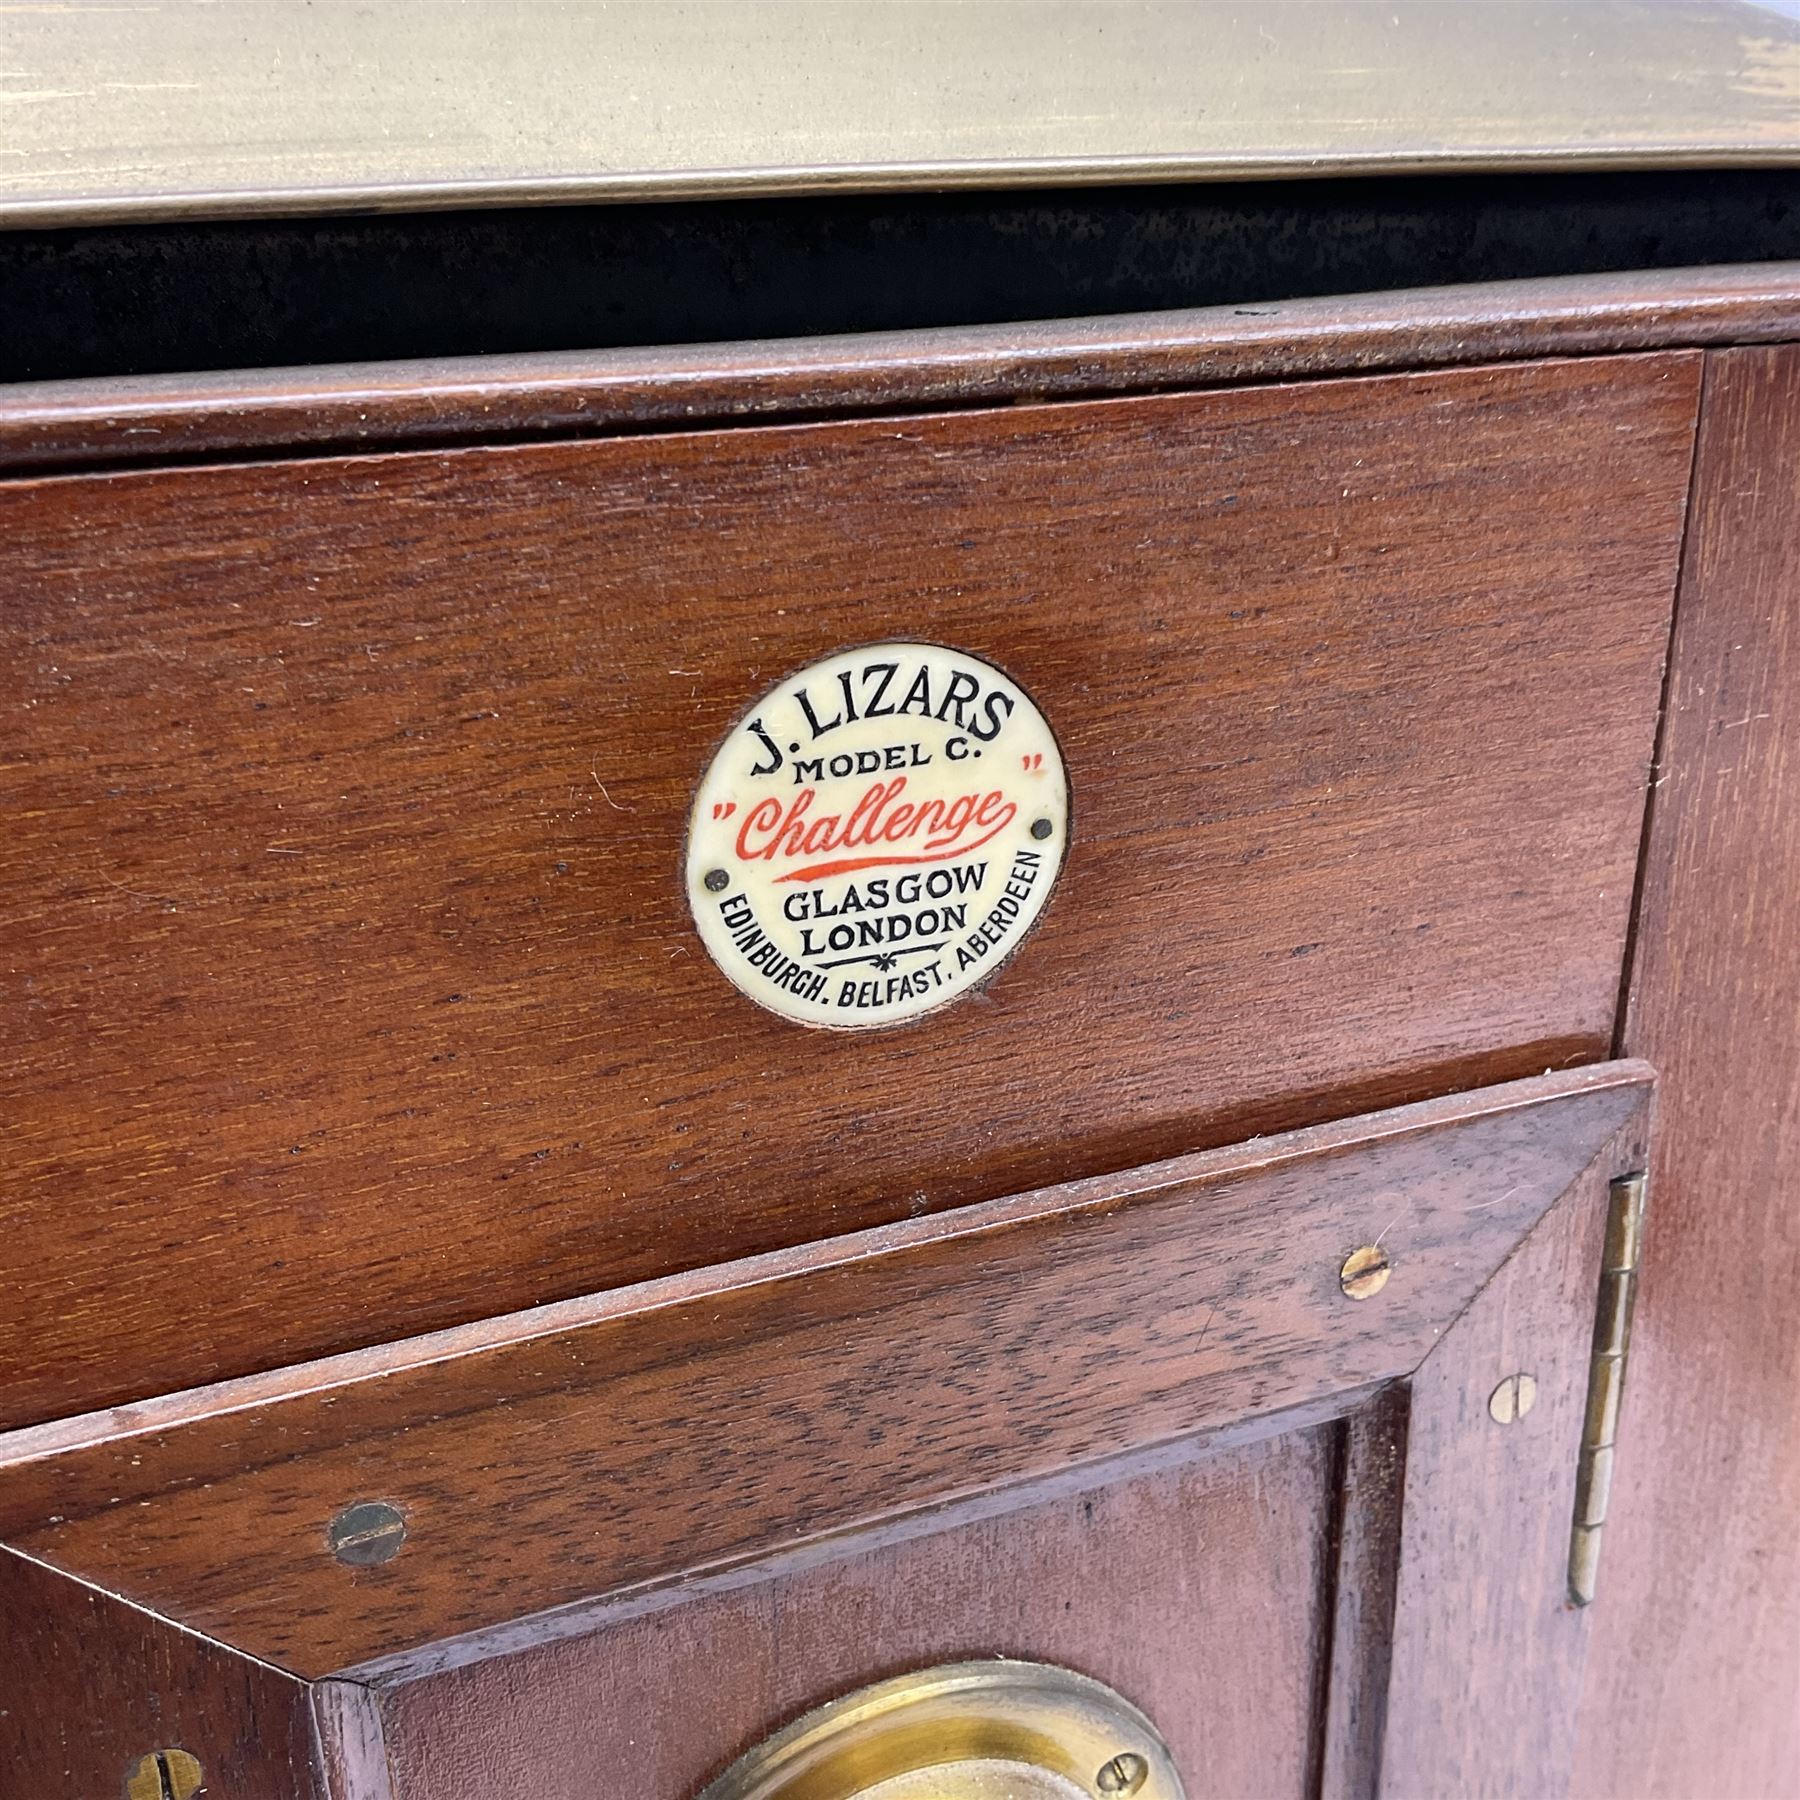 J. LIZARS
MODEL C.
"Challenge"
GLASGOW
LONDON
EDINBURGH. BELFAST. ABERDEEN